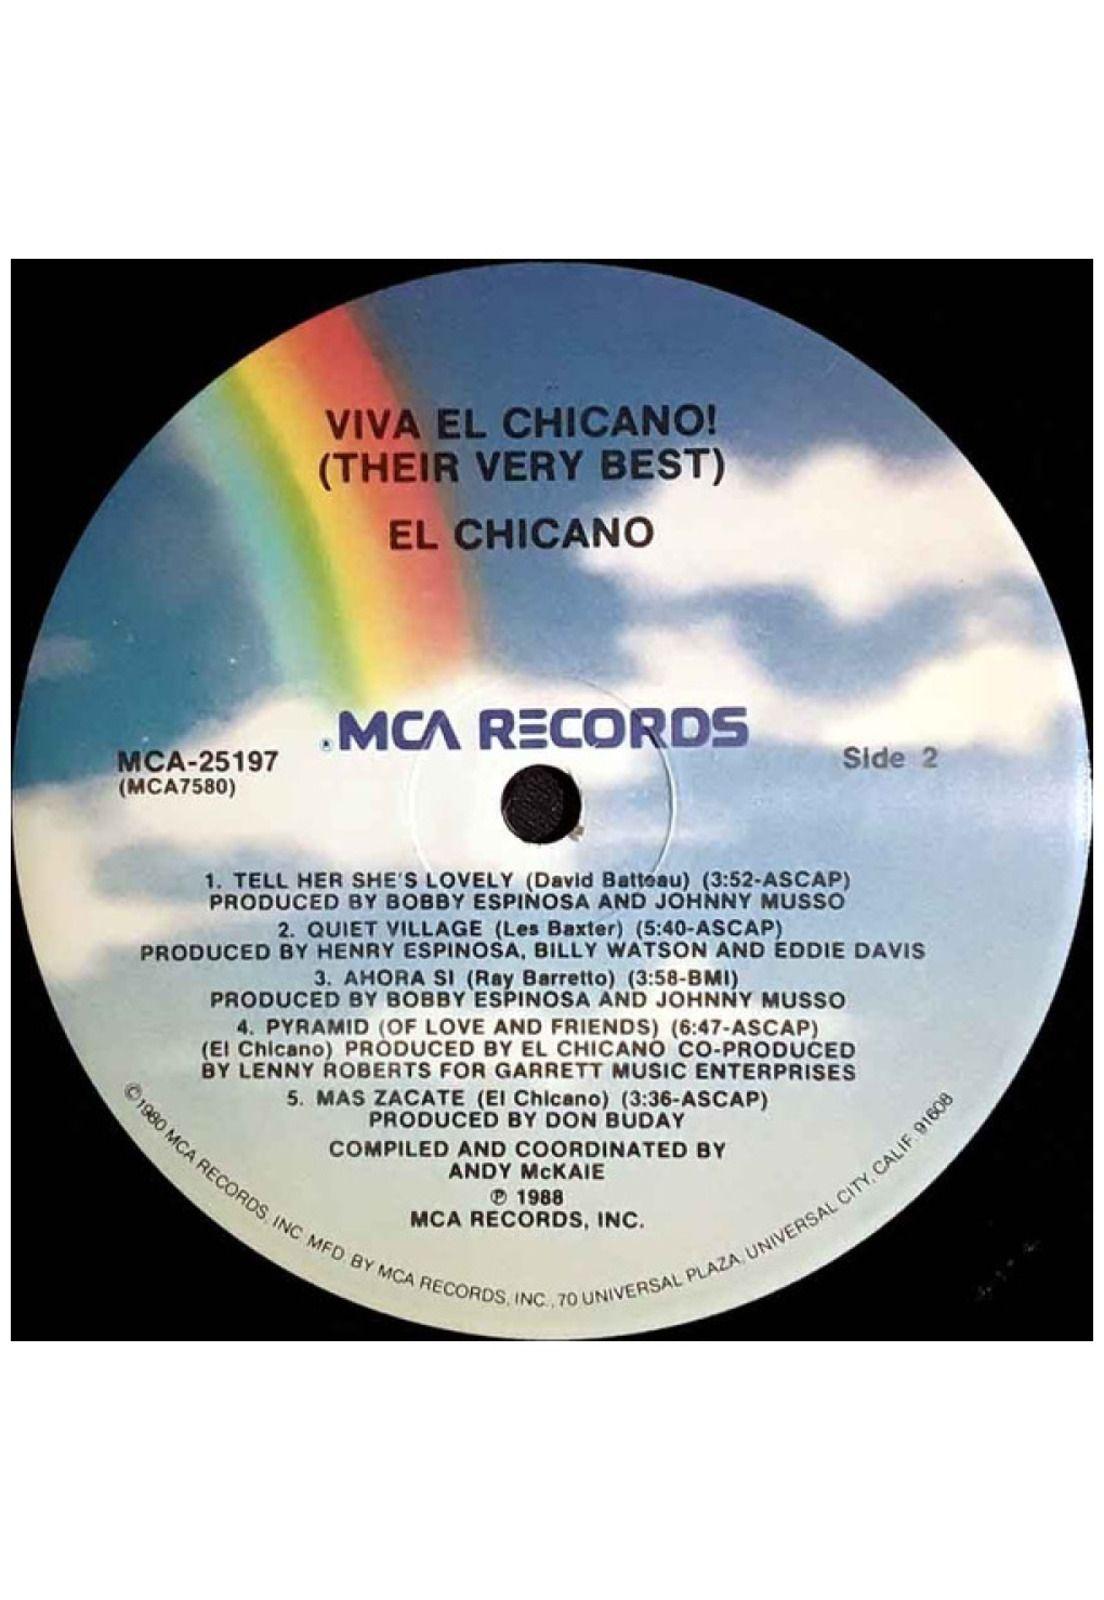 VIVA EL CHICANO!
(THEIR VERY BEST)
EL CHICANO
® MCA RECORDS
MCA-25197
(MCA7580)
Side 2
1. TELL HER SHE'S LOVELY (David Batteau) (3:52-ASCAP)
PRODUCED BY BOBBY ESPINOSA AND JOHNNY MUSSO
2. QUIET VILLAGE (Les Baxter) (5:40-ASCAP)
PRODUCED BY HENRY ESPINOSA, BILLY WATSON AND EDDIE DAVIS
3. AHORA SI (Ray Barretto) (3:58-BMI)
PRODUCED BY BOBBY ESPINOSA AND JOHNNY MUSSO
4. PYRAMID (OF LOVE AND FRIENDS) (6:47-ASCAP)
(El Chicano) PRODUCED BY EL CHICANO CO-PRODUCED
BY LENNY ROBERTS FOR GARRETT MUSIC ENTERPRISES
5. MAS ZACATE (El Chicano) (3:36-ASCAP)
PRODUCED BY DON BUDAY
COMPILED AND COORDINATED BY
ANDY McKAIE
℗ 1988
MCA RECORDS, INC.
©1980 MCA RECORDS, INC. MFD. BY MCA RECORDS, INC., 70 UNIVERSAL PLAZA, UNIVERSAL CITY, CALIF. 91608